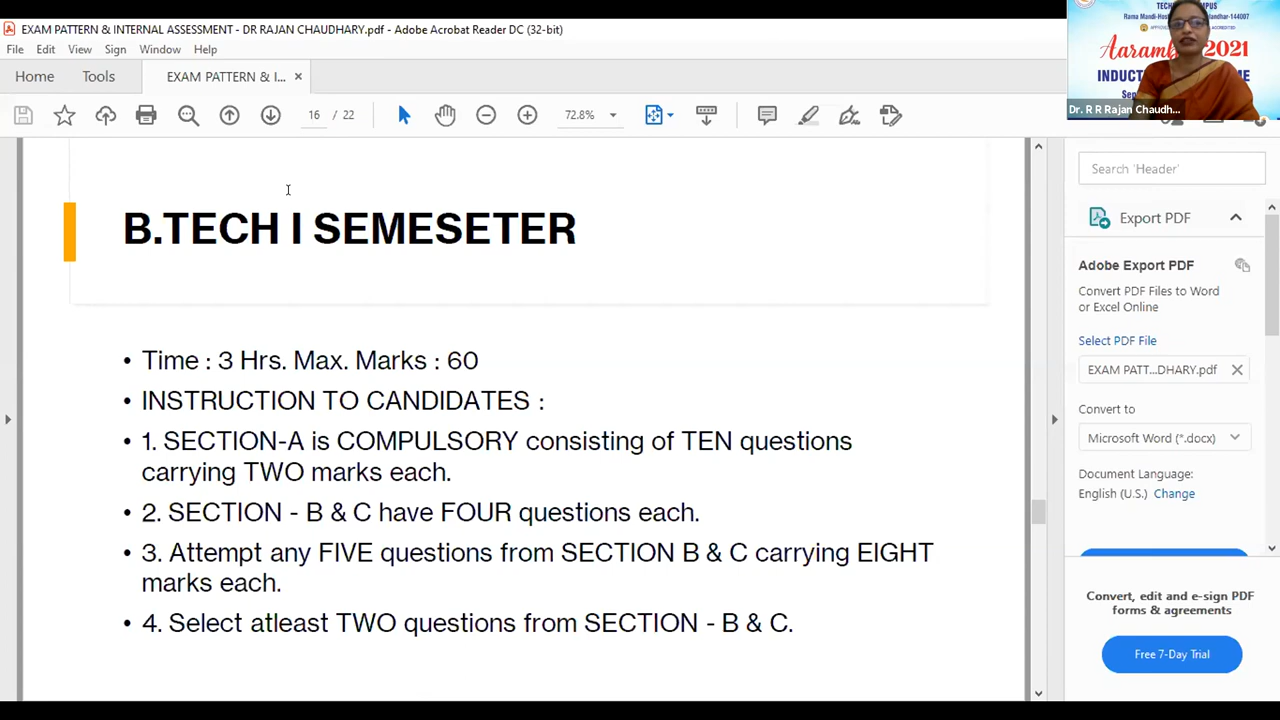 EXAM PATTERN & INTERNAL ASSESSMENT - DR RAJAN CHAUDHARY.pdf - Adobe Acrobat Reader DC (32-bit)
File Edit View Sign Window Help
Home Tools EXAM PATTERN & I... ×
16 / 22 72.8%
B.TECH I SEMESETER
• Time : 3 Hrs. Max. Marks : 60
• INSTRUCTION TO CANDIDATES :
• 1. SECTION-A is COMPULSORY consisting of TEN questions
carrying TWO marks each.
• 2. SECTION - B & C have FOUR questions each.
• 3. Attempt any FIVE questions from SECTION B & C carrying EIGHT
marks each.
• 4. Select atleast TWO questions from SECTION - B & C.
Rama Mandi-Hos
alandhar-144007
2021
INDUCT
ME
Dr. R R Rajan Chaudh...
Search 'Header'
Export PDF
Adobe Export PDF
Convert PDF Files to Word
or Excel Online
Select PDF File
EXAM PATT...DHARY.pdf
Convert to
Microsoft Word (*.docx)
Document Language:
English (U.S.) Change
Convert, edit and e-sign PDF
forms & agreements
Free 7-Day Trial